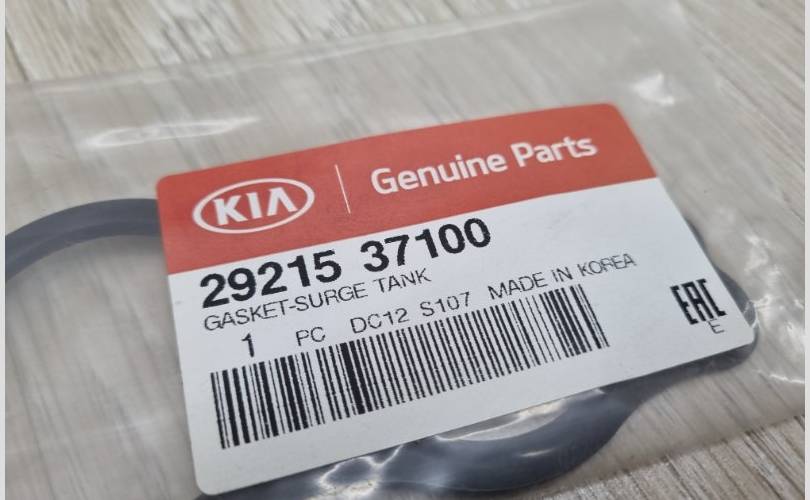 KIA Genuine Parts
29215 37100
GASKET-SURGE TANK
1 PC DC12 S107 MADE IN KOREA
EAC
E